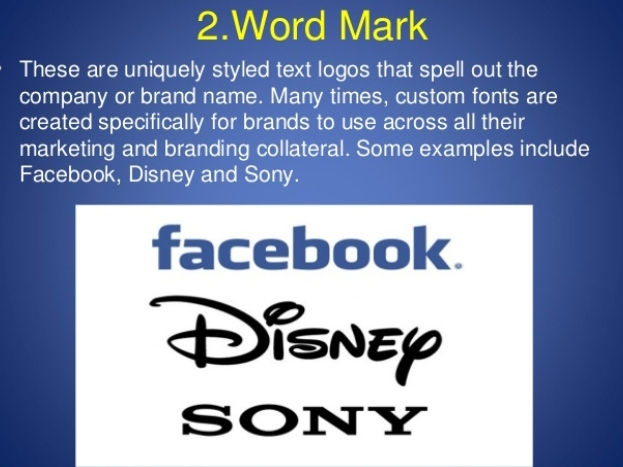 2.Word Mark
• These are uniquely styled text logos that spell out the
company or brand name. Many times, custom fonts are
created specifically for brands to use across all their
marketing and branding collateral. Some examples include
Facebook, Disney and Sony.
facebook.
Disney
SONY